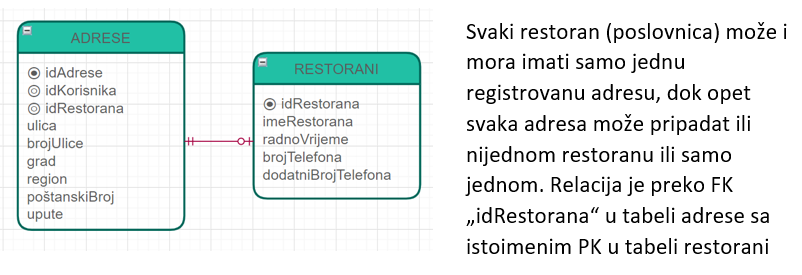 ADRESE
idAdrese
idKorisnika
idRestorana
ulica
brojUlice
grad
region
poštanskiBroj
upute
RESTORANI
idRestorana
imeRestorana
radnoVrijeme
brojTelefona
dodatniBrojTelefona
Svaki restoran (poslovnica) može i
mora imati samo jednu
registrovanu adresu, dok opet
svaka adresa može pripadat ili
nijednom restoranu ili samo
jednom. Relacija je preko FK
„idRestorana“ u tabeli adrese sa
istoimenim PK u tabeli restorani